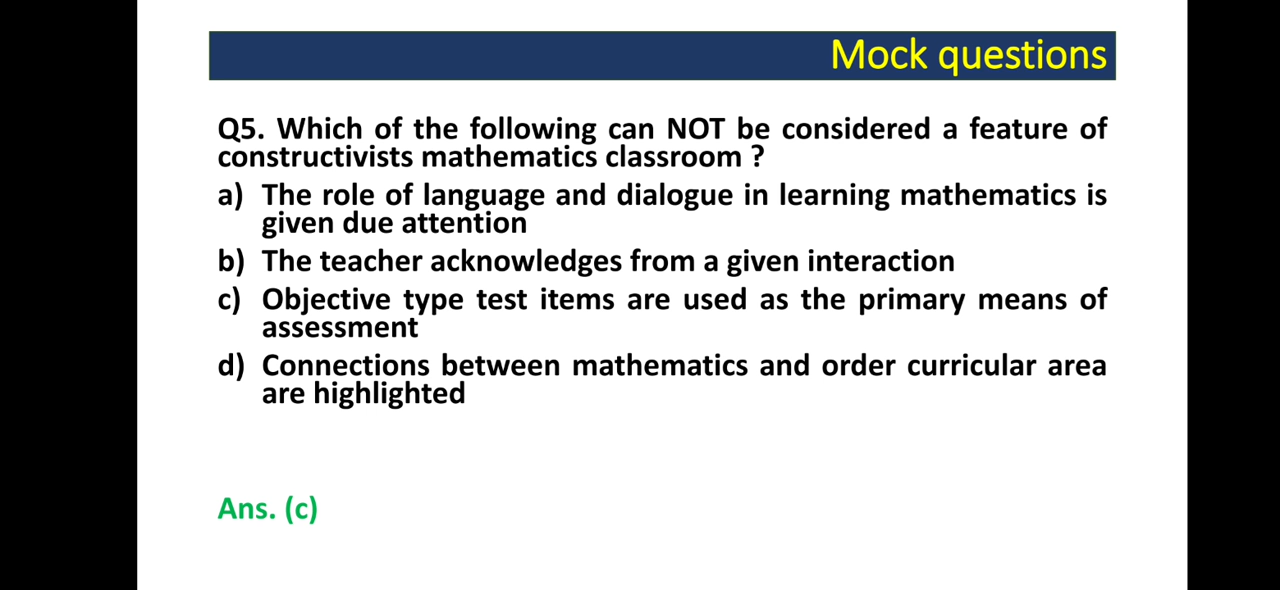 Mock questions
Q5. Which of the following can NOT be considered a feature of
constructivists mathematics classroom ?
a) The role of language and dialogue in learning mathematics is
given due attention
b) The teacher acknowledges from a given interaction
c) Objective type test items are used as the primary means of
assessment
d) Connections between mathematics and order curricular area
are highlighted
Ans. (c)